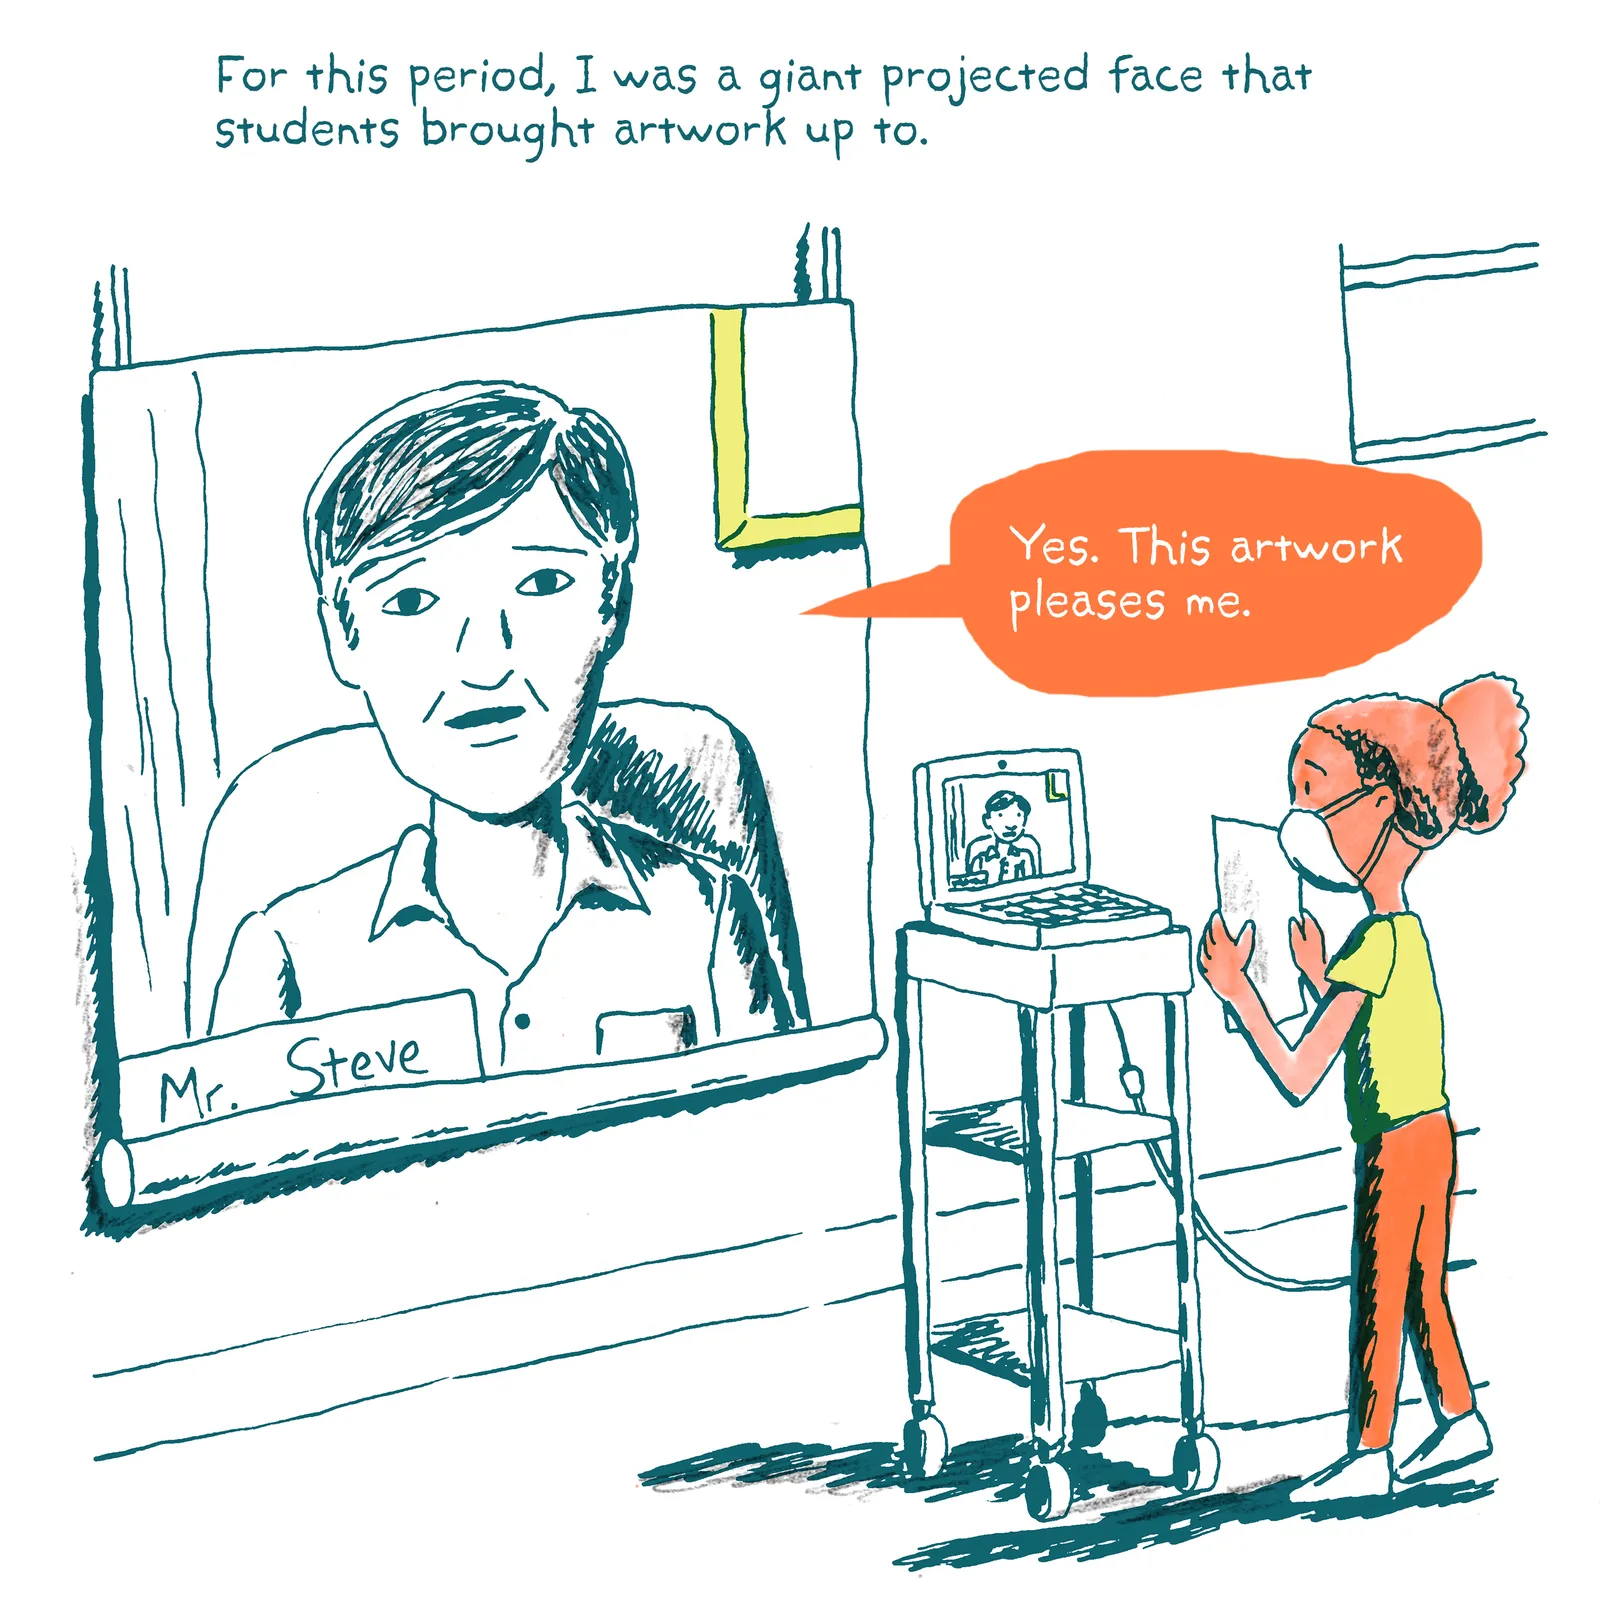 For this period, I was a giant projected face that
students brought artwork up to.
Yes. This artwork
pleases me.
Mr. Steve